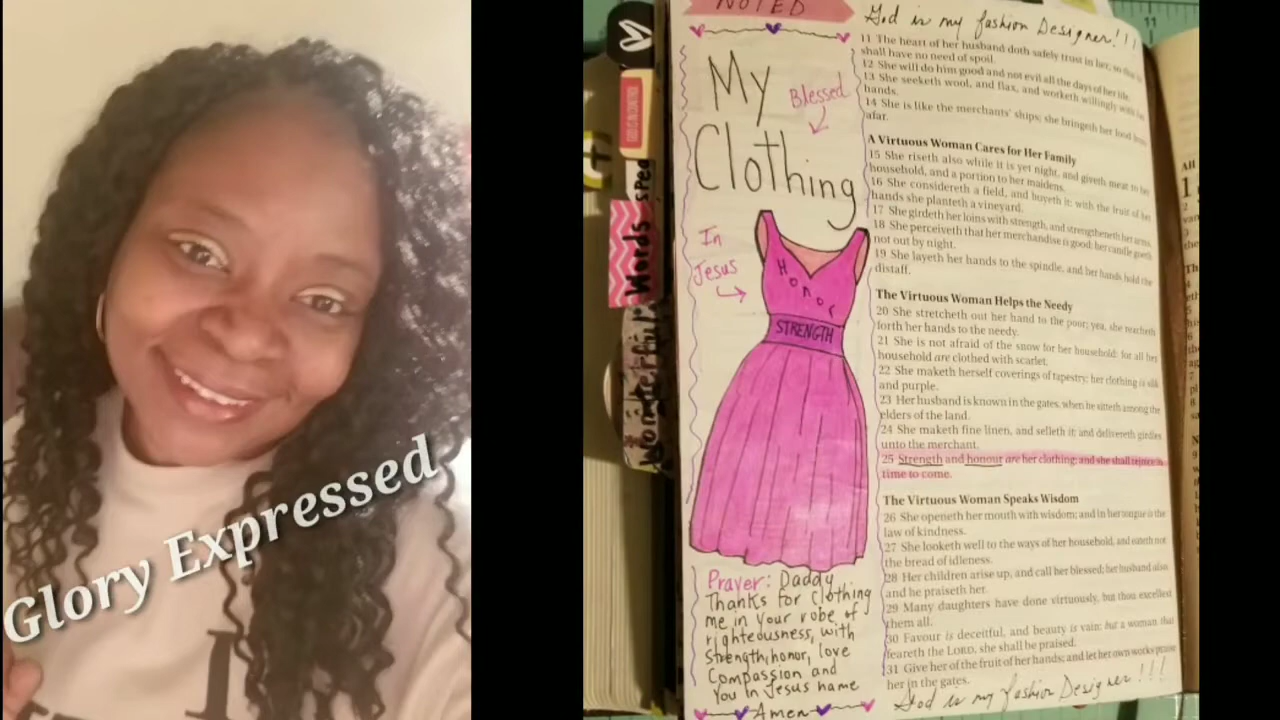 Glory Expressed
NOTED
God is my fashion Designer!!!
My
Blessed
Clothing
In
Jesus
Honor
STRENGTH
Prayer: Daddy
Thanks for Clothing
me in your robe of
righteousness, with
Strength, honor, love
Compassion and
You In Jesus name
Amen
Words
11
11 The heart of her husband doth safely trust in her, so
shall have no need of spoil.
12 She will do him good and not evil all the days of her life.
13 She seeketh wool, and flax, and worketh willingly with
hands.
14 She is like the merchants' ships; she bringeth her food from
afar.
A Virtuous Woman Cares for Her Family
15 She riseth also while it is yet night, and giveth meat to her
household, and a portion to her maidens.
16 She considereth a field, and buyeth it: with the fruit of her
hands she planteth a vineyard.
17 She girdeth her loins with strength, and strengtheneth her arms.
18 She perceiveth that her merchandise is good: her candle goeth
not out by night.
19 She layeth her hands to the spindle, and her hands hold the
distaff.
The Virtuous Woman Helps the Needy
20 She stretcheth out her hand to the poor; yea, she reacheth
forth her hands to the needy.
21 She is not afraid of the snow for her household: for all her
household are clothed with scarlet.
22 She maketh herself coverings of tapestry; her clothing is silk
and purple.
23 Her husband is known in the gates, when he sitteth among the
elders of the land.
24 She maketh fine linen, and selleth it; and delivereth girdles
unto the merchant.
25 Strength and honour are her clothing; and she shall rejoice in
time to come.
The Virtuous Woman Speaks Wisdom
26 She openeth her mouth with wisdom; and in her tongue is the
law of kindness.
27 She looketh well to the ways of her household, and eateth not
the bread of idleness.
28 Her children arise up, and call her blessed; her husband also,
and he praiseth her.
29 Many daughters have done virtuously, but thou excellest
them all.
30 Favour is deceitful, and beauty is vain: but a woman that
feareth the LORD, she shall be praised.
31 Give her of the fruit of her hands; and let her own works praise
her in the gates.
God is my fashion Designer!!!